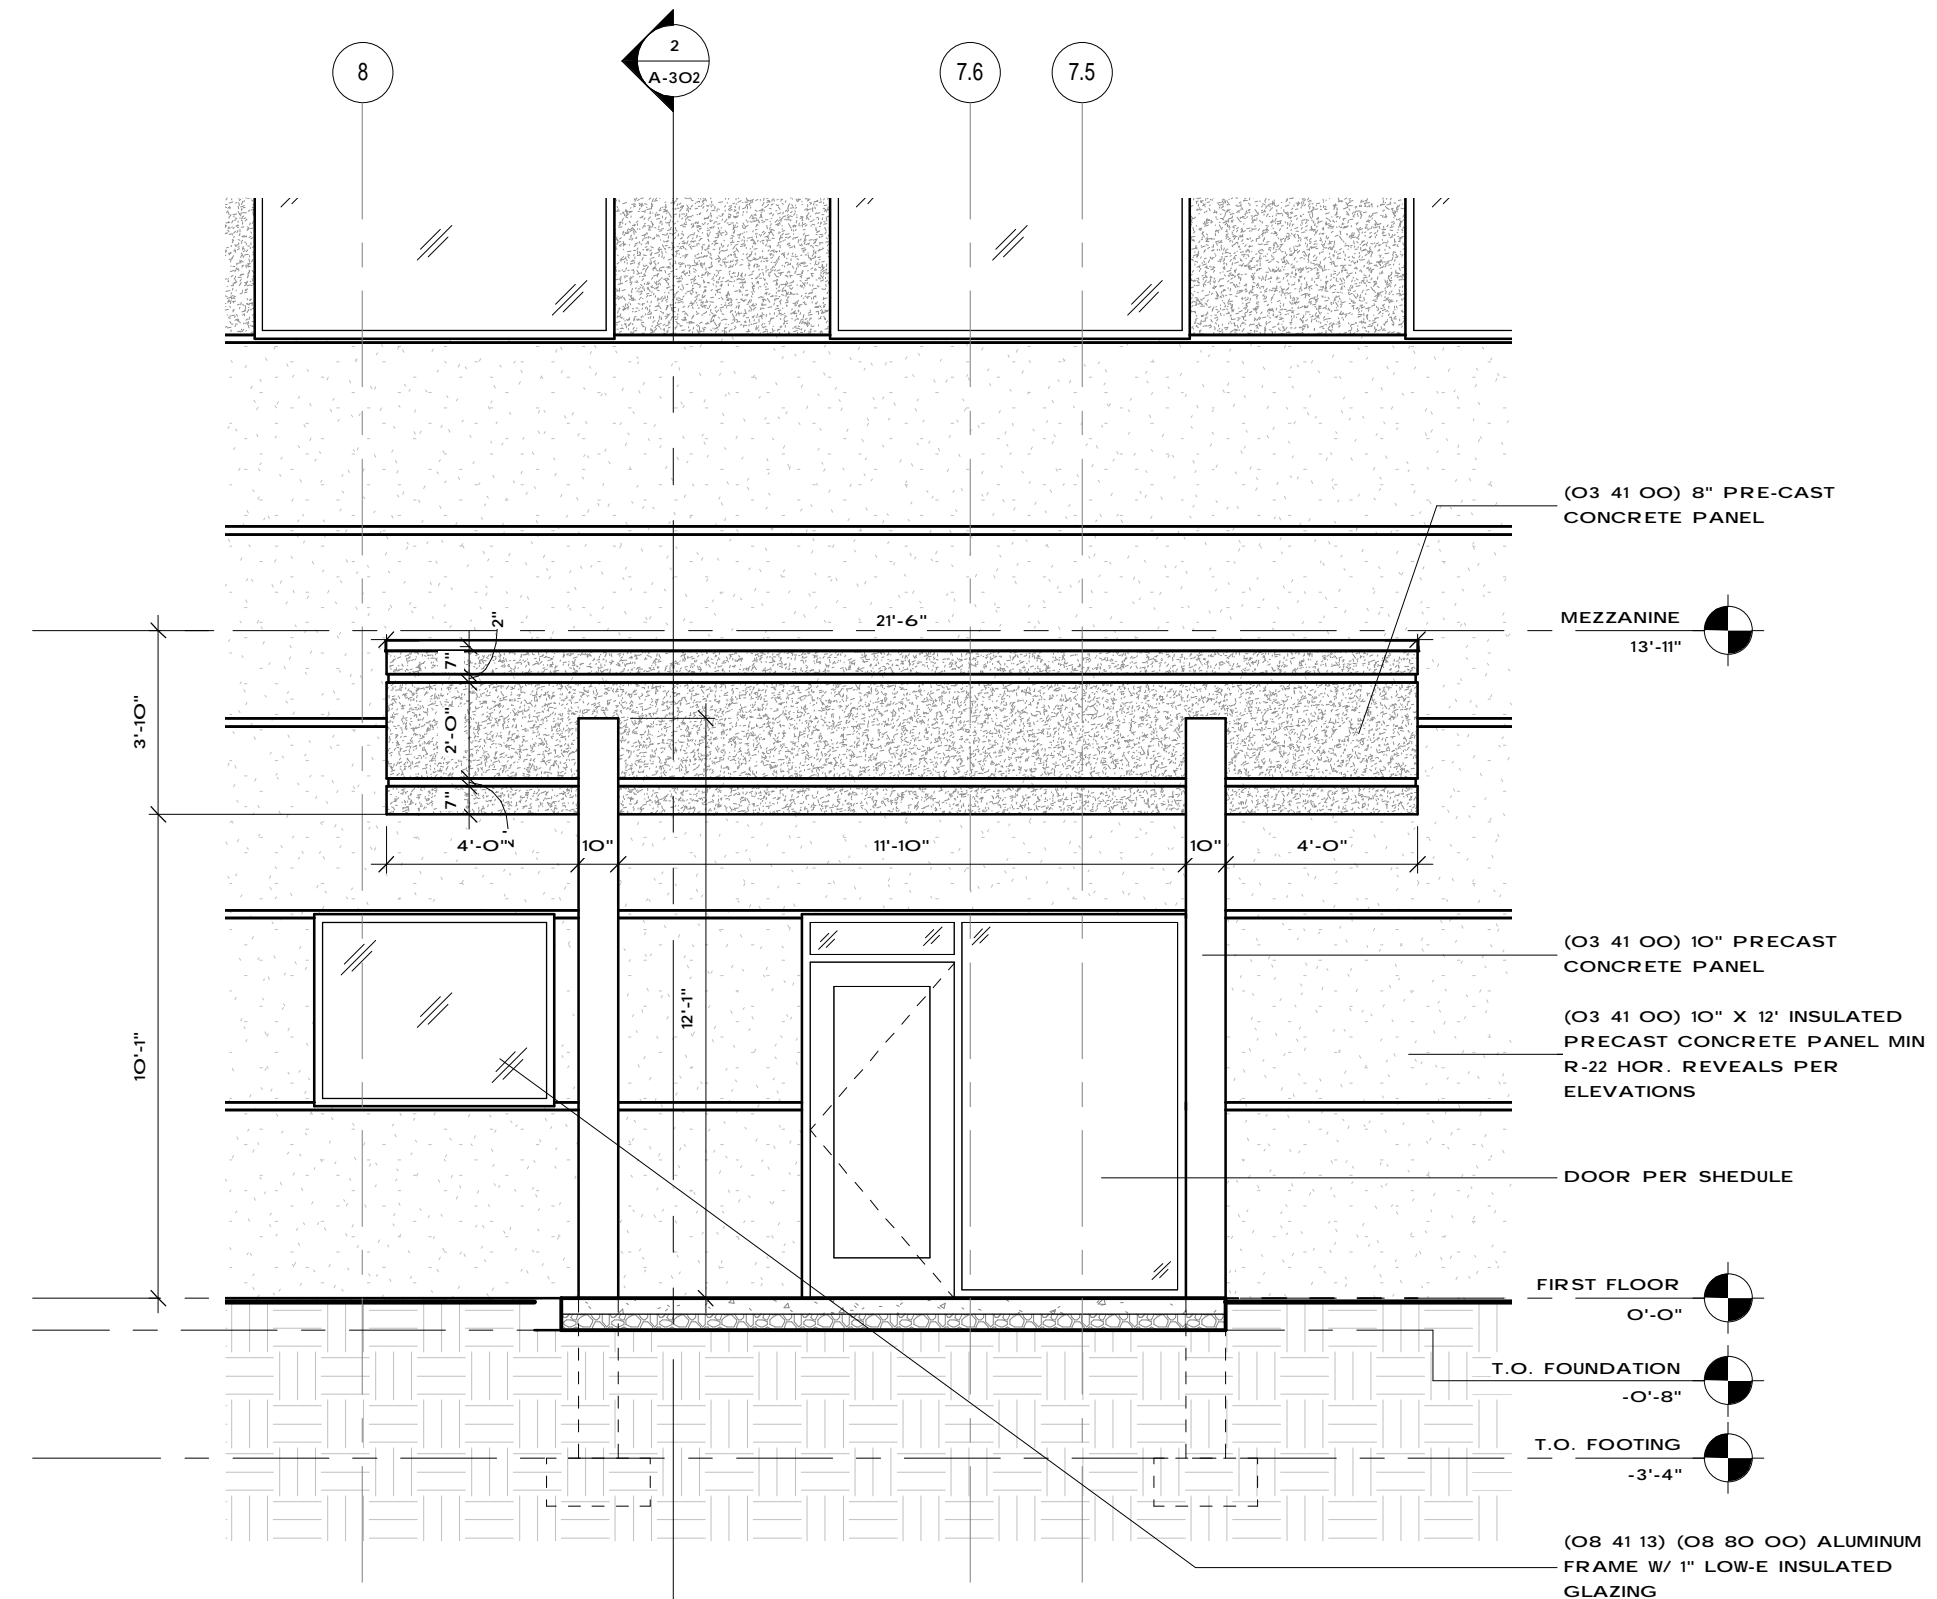 8
2
A-302
7.6
7.5
(03 41 00) 8" PRE-CAST
CONCRETE PANEL
MEZZANINE
13'-11"
21'-6"
2"
7"
3'-10"
2'-0"
7"
2"
4'-0"
10"
11'-10"
10"
4'-0"
(03 41 00) 10" PRECAST
CONCRETE PANEL
12'-1"
10'-1"
(03 41 00) 10" X 12' INSULATED
PRECAST CONCRETE PANEL MIN
R-22 HOR. REVEALS PER
ELEVATIONS
DOOR PER SHEDULE
FIRST FLOOR
0'-0"
T.O. FOUNDATION
-0'-8"
T.O. FOOTING
-3'-4"
(08 41 13) (08 80 00) ALUMINUM
FRAME W/ 1" LOW-E INSULATED
GLAZING